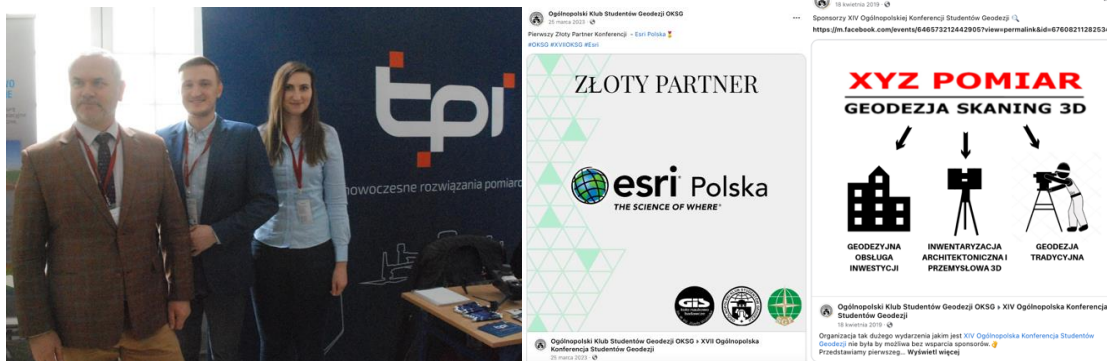 tpi
nowoczesne rozwiązania
Ogólnopolski Klub Studentów Geodezji OKSG
25 marca 2023
Pierwszy Złoty Partner Konferencji - Esri Polska
#OKSG #XVIIOKSG #Esri
ZŁOTY PARTNER
esri Polska
THE SCIENCE OF WHERE®
GIS
Ogólnopolski Klub Studentów Geodezji OKSG ▸ XVII Ogólnopolska
Konferencja Studentów Geodezji
25 marca 2023
18 kwietnia 2019
Sponsorzy XIV Ogólnopolskiej Konferencji Studentów Geodezji
XYZ POMIAR
GEODEZJA SKANING 3D
GEODEZYJNA
OBSŁUGA
INWESTYCJI
INWENTARYZACJA
ARCHITEKTONICZNA I
PRZEMYSŁOWA 3D
GEODEZJA
TRADYCYJNA
Ogólnopolski Klub Studentów Geodezji OKSG ▸ XIV Ogólnopolska Konferencja
Studentów Geodezji
18 kwietnia 2019
Organizacja tak dużego wydarzenia jakim jest XIV Ogólnopolska Konferencja Studentów
Geodezji nie była by możliwa bez wsparcia sponsorów.
Przedstawiamy pierwszeg... Wyświetl więcej